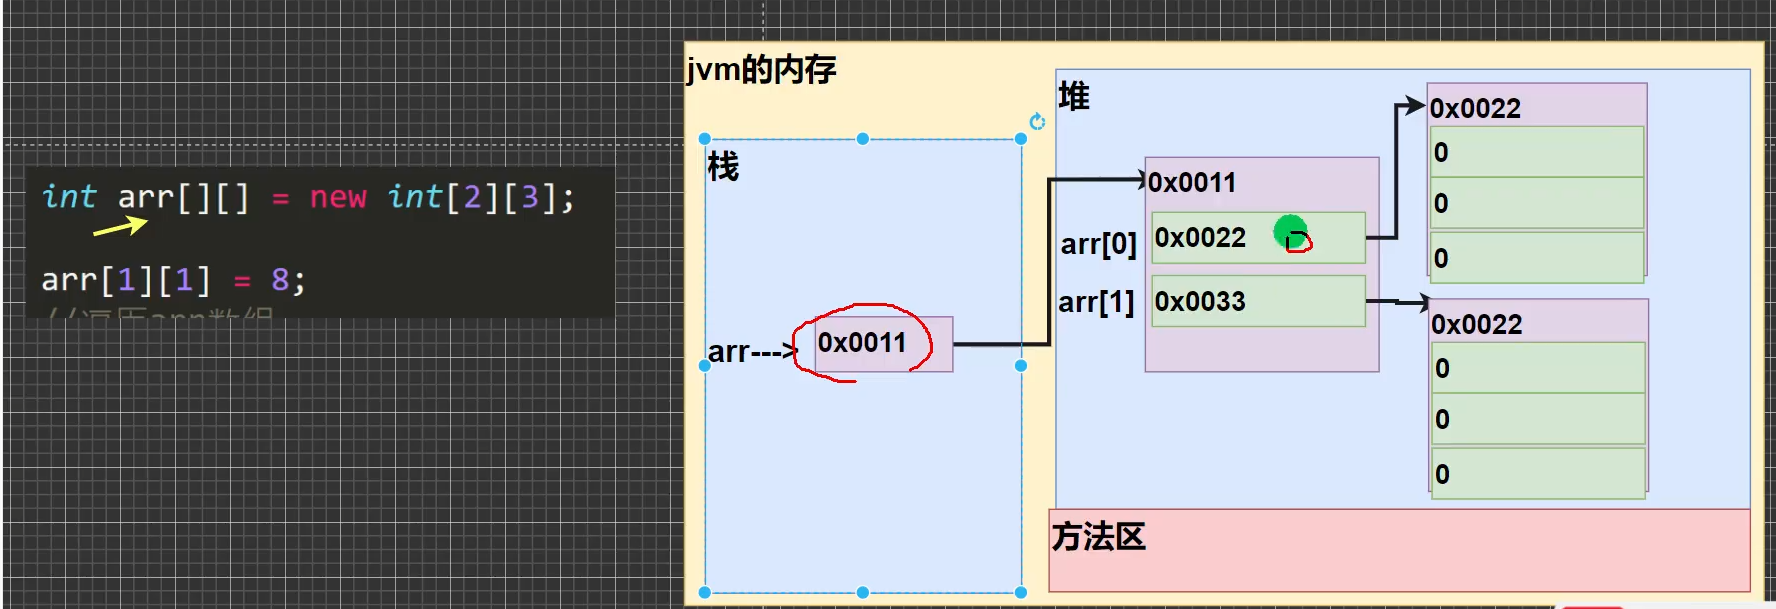 int arr[][] = new int[2][3];
arr[1][1] = 8;
jvm的内存
栈
arr--->
0x0011
堆
0x0011
arr[0]
0x0022
arr[1]
0x0033
0x0022
0
0
0
0x0022
0
0
0
方法区